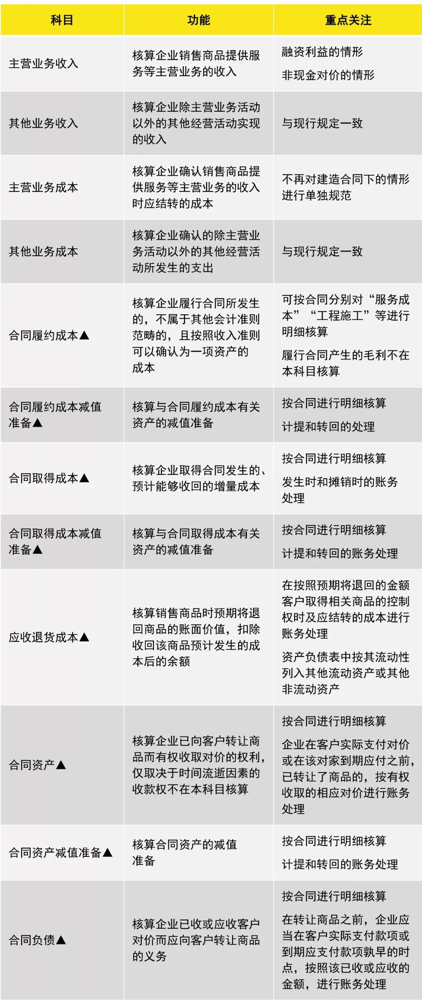 科目
功能
重点关注
主营业务收入
核算企业销售商品提供服
务等主营业务的收入
融资利益的情形
非现金对价的情形
其他业务收入
核算企业除主营业务活动
以外的其他经营活动实现
的收入
与现行规定一致
主营业务成本
核算企业确认销售商品提
供服务等主营业务的收入
时应结转的成本
不再对建造合同下的情形
进行单独规范
其他业务成本
核算企业确认的除主营业
务活动以外的其他经营活
动所发生的支出
与现行规定一致
合同履约成本▲
核算企业履行合同所发生
的，不属于其他会计准则
范畴的，且按照收入准则
可以确认为一项资产的
成本
可按合同分别对“服务成
本”“工程施工”等进行
明细核算
履行合同产生的毛利不在
本科目核算
合同履约成本减值
准备▲
核算与合同履约成本有关
资产的减值准备
按合同进行明细核算
计提和转回的处理
合同取得成本▲
核算企业取得合同发生的、
预计能够收回的增量成本
按合同进行明细核算
发生时和摊销时的账务
处理
合同取得成本减值
准备▲
核算与合同取得成本有关
资产的减值准备
按合同进行明细核算
计提和转回的账务处理
应收退货成本▲
核算销售商品时预期将退
回商品的账面价值，扣除
收回该商品预计发生的成
本后的余额
在按照预期将退回的金额
客户取得相关商品的控制
权时及应结转的成本进行
账务处理
资产负债表中按其流动性
列入其他流动资产或其他
非流动资产
合同资产▲
核算企业已向客户转让商
品而有权收取对价的权利，
仅取决于时间流逝因素的
收款权不在本科目核算
按合同进行明细核算
企业在客户实际支付对价
或在该对家到期应付之前，
已转让了商品的，按有权
收取的相应对价进行账务
处理
合同资产减值准备▲
核算合同资产的减值
准备
按合同进行明细核算
计提和转回的账务处理
合同负债▲
核算企业已收或应收客户
对价而应向客户转让商品
的义务
按合同进行明细核算
在转让商品之前，企业应
当在客户实际支付款项或
到期应支付款项孰早的时
点，按照该已收或应收的
金额，进行账务处理